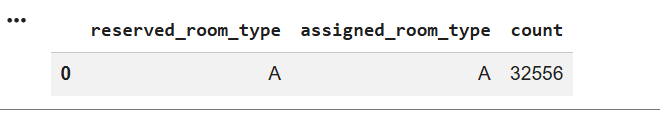 ...
reserved_room_type assigned_room_type count
0 A A 32556